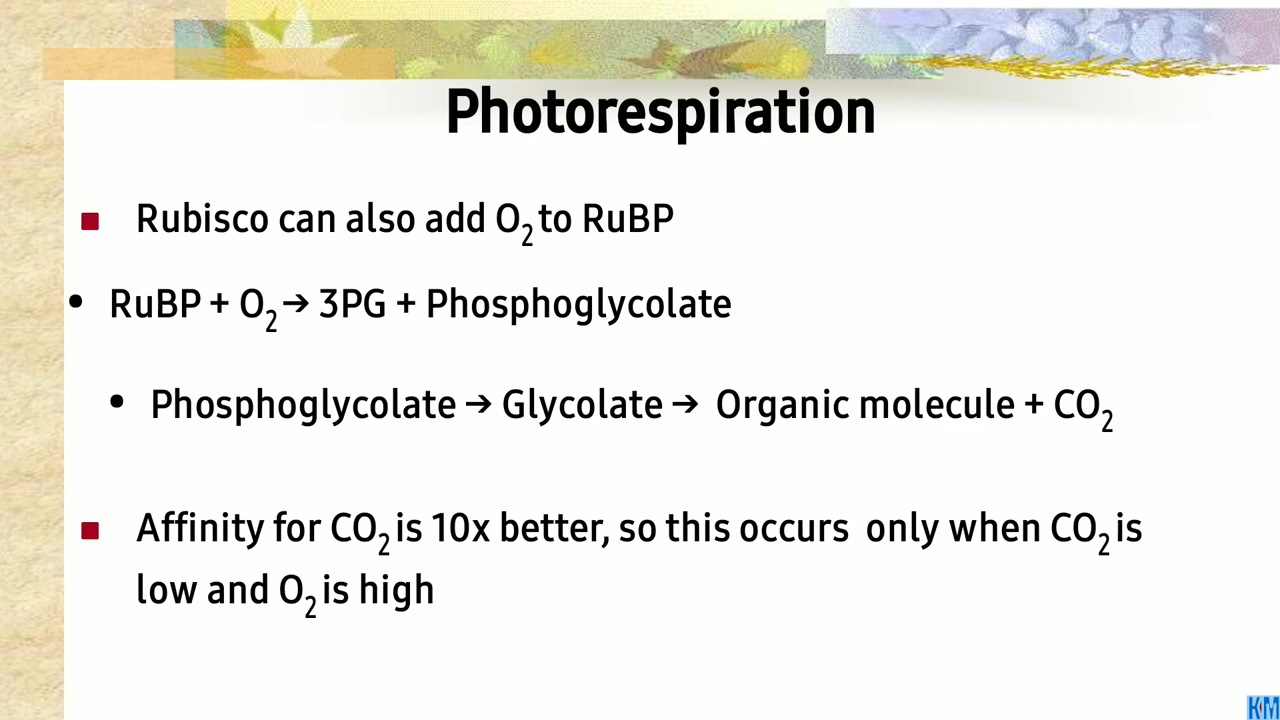 Photorespiration
Rubisco can also add O₂ to RuBP
RuBP + O₂ → 3PG + Phosphoglycolate
Phosphoglycolate → Glycolate → Organic molecule + CO₂
Affinity for CO₂ is 10x better, so this occurs only when CO₂ is
low and O₂ is high
KM